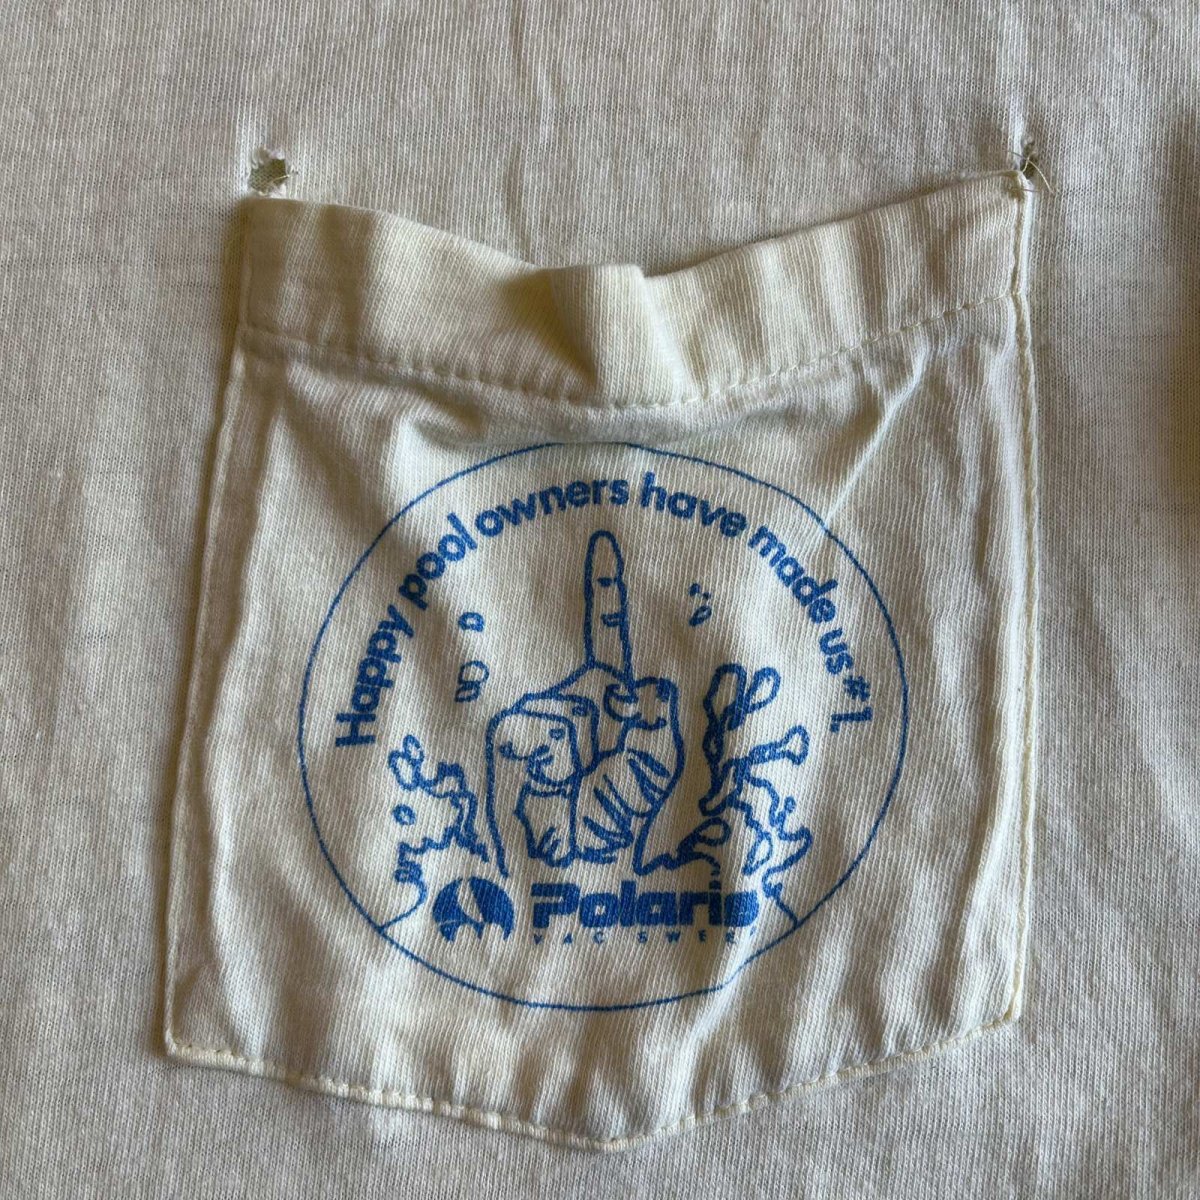 Happy pool owners have made us #1.
Polaris
VAC SWEEP